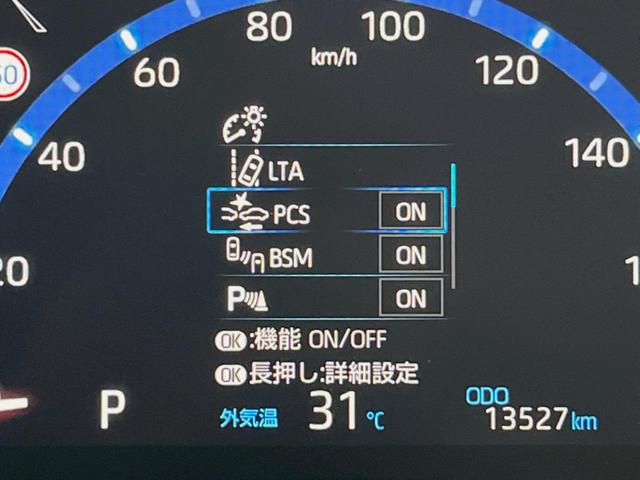 80 100
km/h
60 120
40 140
LTA
PCS ON
BSM ON
P ON
OK:機能 ON/OFF
OK長押し:詳細設定
P
外気温 31℃
ODO
13527km